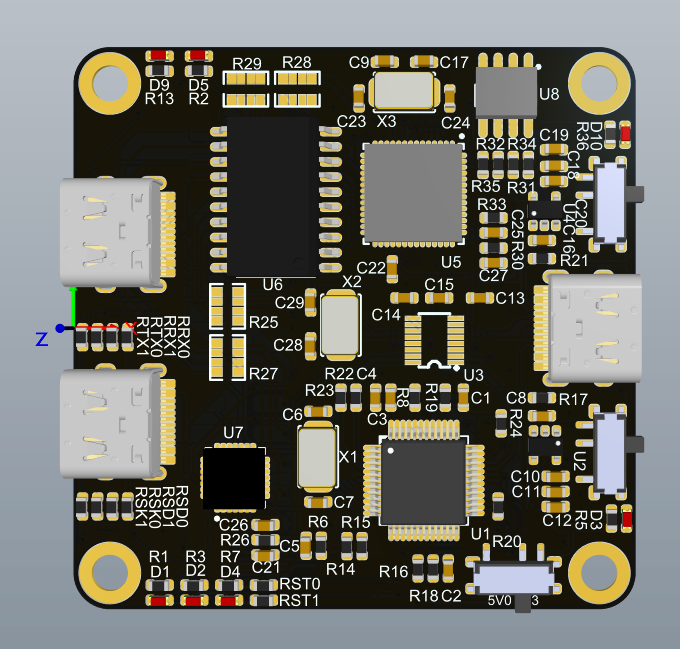 R29 R28 C9 C17
D9 D5
R13 R2
U8
C23 X3 C24
R32 R34 C19 D10 R36
C18
R35 R31
R33 C20
U4 C16
C25 R30
U5 C27 R21
U6 X2 C22
C29 C14 C15 C13
R25
Z
RTX1 RTX0 RRX1 RRX0
C28
U3
R27 R22 C4
R23 C3 R8 R19 C1 C8 R17
C6 R24
U7 X1 U2
C10
C11
C7 C12
RSK1 RSK0 RSD1 RSD0
C26 R6 R15 U1 R5 D3
R26 C5 R20
C21 R14
R1 R3 R7
D1 D2 D4
R16
RST0
RST1 R18 C2 5V0 3